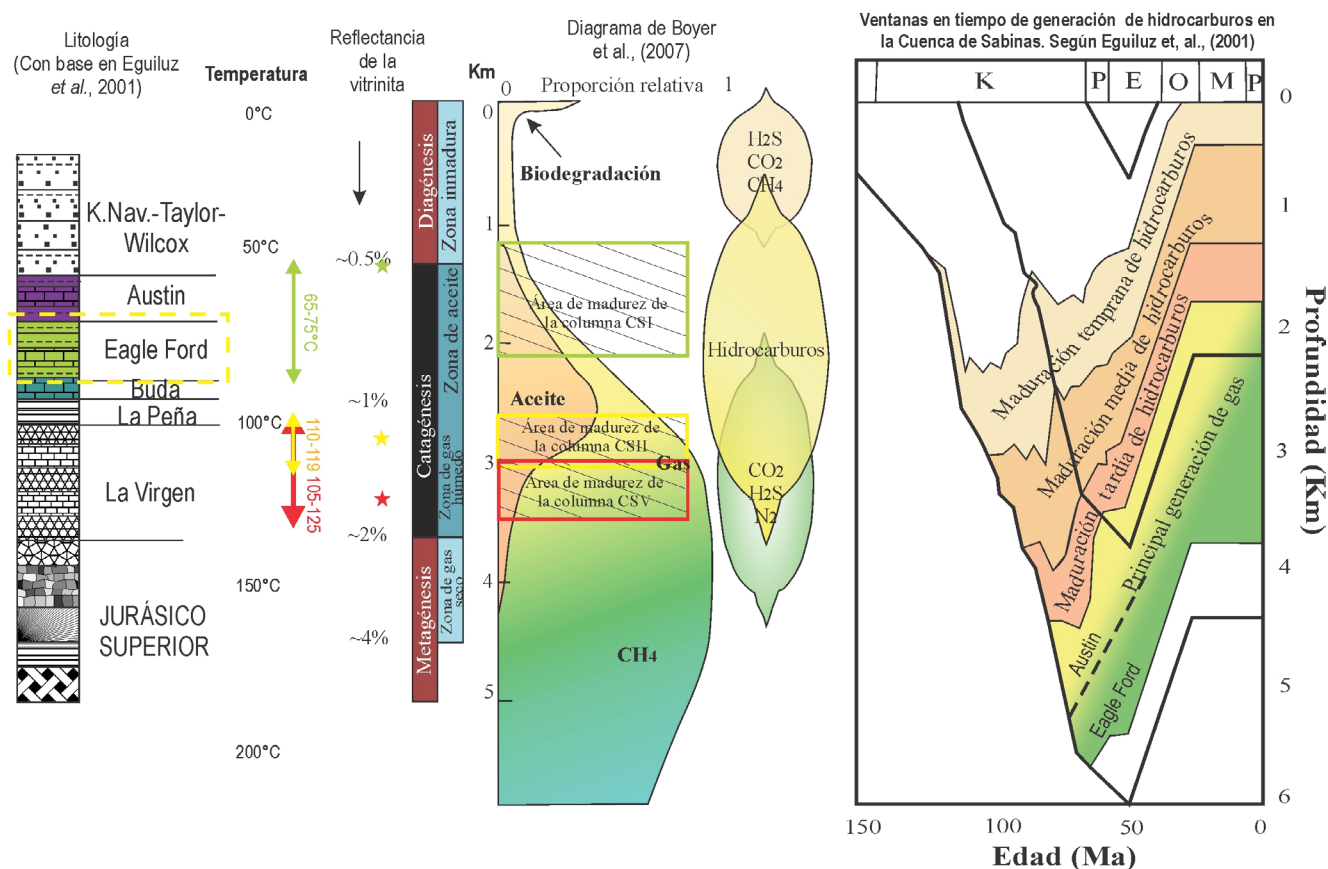 Litología
(Con base en Eguiluz
et al., 2001)
Temperatura
0°C
50°C
100°C
150°C
200°C
K.Nav.-Taylor-
Wilcox
Austin
Eagle Ford
Buda
La Peña
La Virgen
JURÁSICO
SUPERIOR
65-75°C
110-119
105-125
Reflectancia
de la
vitrinita
~0.5%
~1%
~2%
~4%
Diagénesis
Catagénésis
Metagénésis
Zona inmadura
Zona de aceite
Zona de gas
húmedo
Zona de gas
seco
Diagrama de Boyer
et al., (2007)
Km
0
Proporción relativa
1
0
1
2
3
4
5
Biodegradación
Área de madurez de
la columna CSI
Aceite
Área de madurez de
la columna CSII
Gas
Área de madurez de
la columna CSV
CH4
H2S
CO2
CH4
Hidrocarburos
CO2
H2S
N2
Ventanas en tiempo de generación de hidrocarburos en
la Cuenca de Sabinas. Según Eguiluz et, al., (2001)
K
P
E
O
M
P
0
1
2
3
4
5
6
Profundidad (Km)
Maduración temprana de hidrocarburos
Maduración media de hidrocarburos
Maduración tardía de hidrocarburos
Principal generación de gas
Austin
Eagle Ford
150
100
50
0
Edad (Ma)